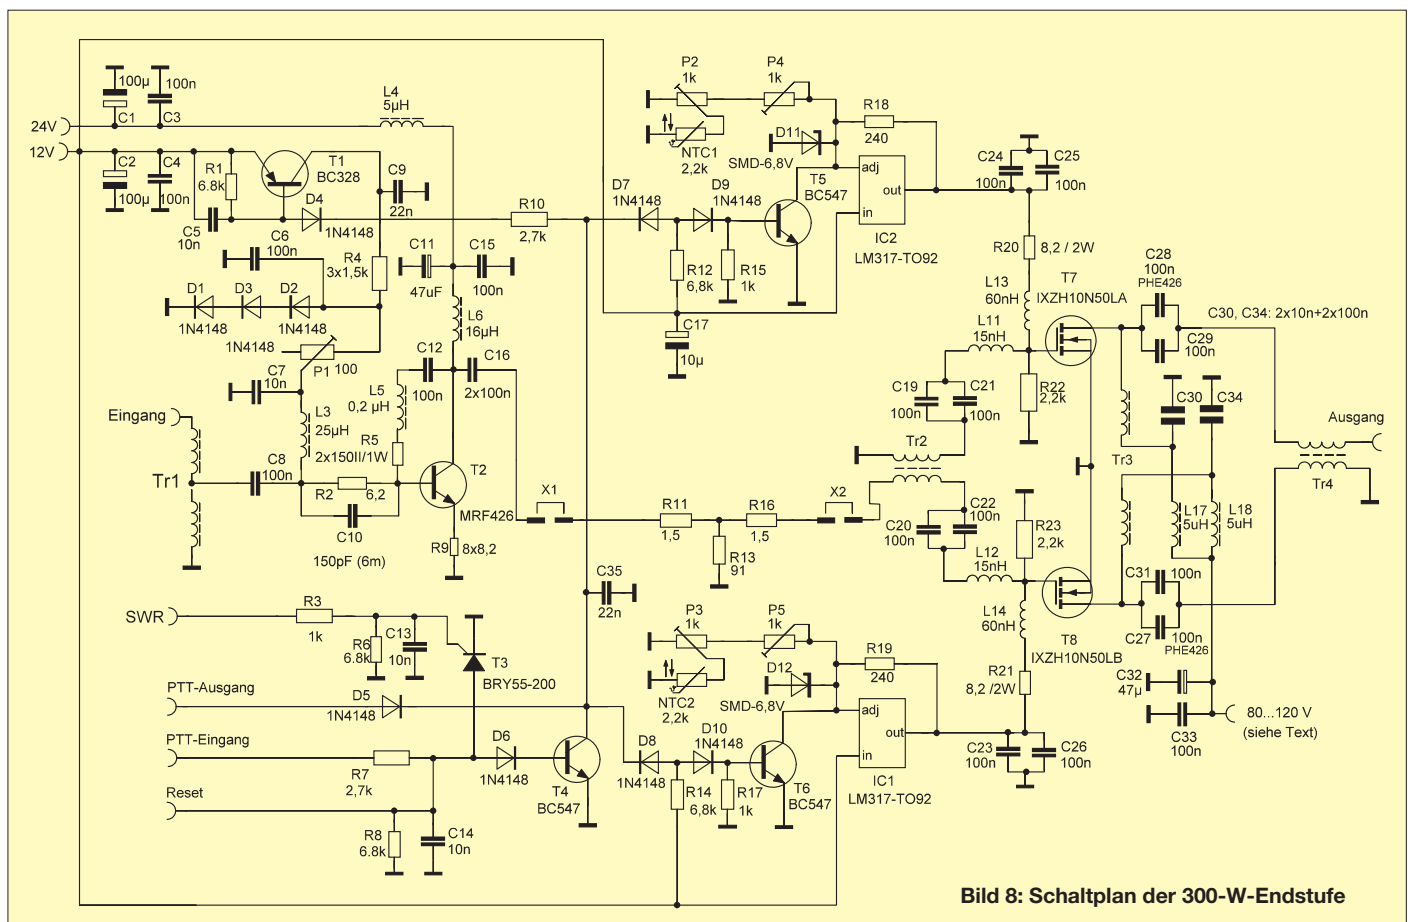 24V
12V
100µ
C1
100n
C3
C2
100µ
C4
100n
R1
6.8k
C5
10n
T1
BC328
D4
1N4148
C9
22n
L4
5µH
C6
100n
R4
3x1,5k
D1
D3
D2
1N4148
1N4148
1N4148
P1
100
C7
10n
L3
25µH
Eingang
Tr1
C8
100n
R2
6,2
C10
150pF (6m)
L5
0,2 µH
R5
2x150II/1W
C12
100n
C11
47uF
C15
100n
L6
16µH
C16
2x100n
T2
MRF426
R9
8x8,2
R10
2,7k
X1
R11
1,5
R16
1,5
R13
91
X2
D7
1N4148
D9
1N4148
R12
6,8k
R15
1k
C17
10µ
P2
1k
P4
1k
NTC1
2,2k
D11
SMD-6,8V
T5
BC547
R18
240
adj
out
in
IC2
LM317-TO92
C24
100n
C25
100n
R20
8,2 / 2W
L13
60nH
L11
15nH
T7
IXZH10N50LA
R22
2,2k
C19
100n
C21
100n
Tr2
C20
100n
C22
100n
L12
15nH
R23
2,2k
L14
60nH
T8
IXZH10N50LB
R21
8,2 /2W
C28
100n
PHE426
C29
100n
C30, C34: 2x10n+2x100n
C30
C34
Tr3
L17
5uH
L18
5uH
Ausgang
Tr4
C31
100n
C27
100n
PHE426
C32
47µ
C33
100n
80...120 V
(siehe Text)
SWR
R3
1k
R6
6.8k
C13
10n
T3
BRY55-200
C35
22n
PTT-Ausgang
D5
1N4148
PTT-Eingang
R7
2,7k
D6
1N4148
T4
BC547
Reset
R8
6.8k
C14
10n
D8
1N4148
D10
1N4148
R14
6,8k
R17
1k
P3
1k
P5
1k
NTC2
2,2k
D12
SMD-6,8V
T6
BC547
R19
240
adj
out
in
IC1
LM317-TO92
C23
100n
C26
100n
Bild 8: Schaltplan der 300-W-Endstufe